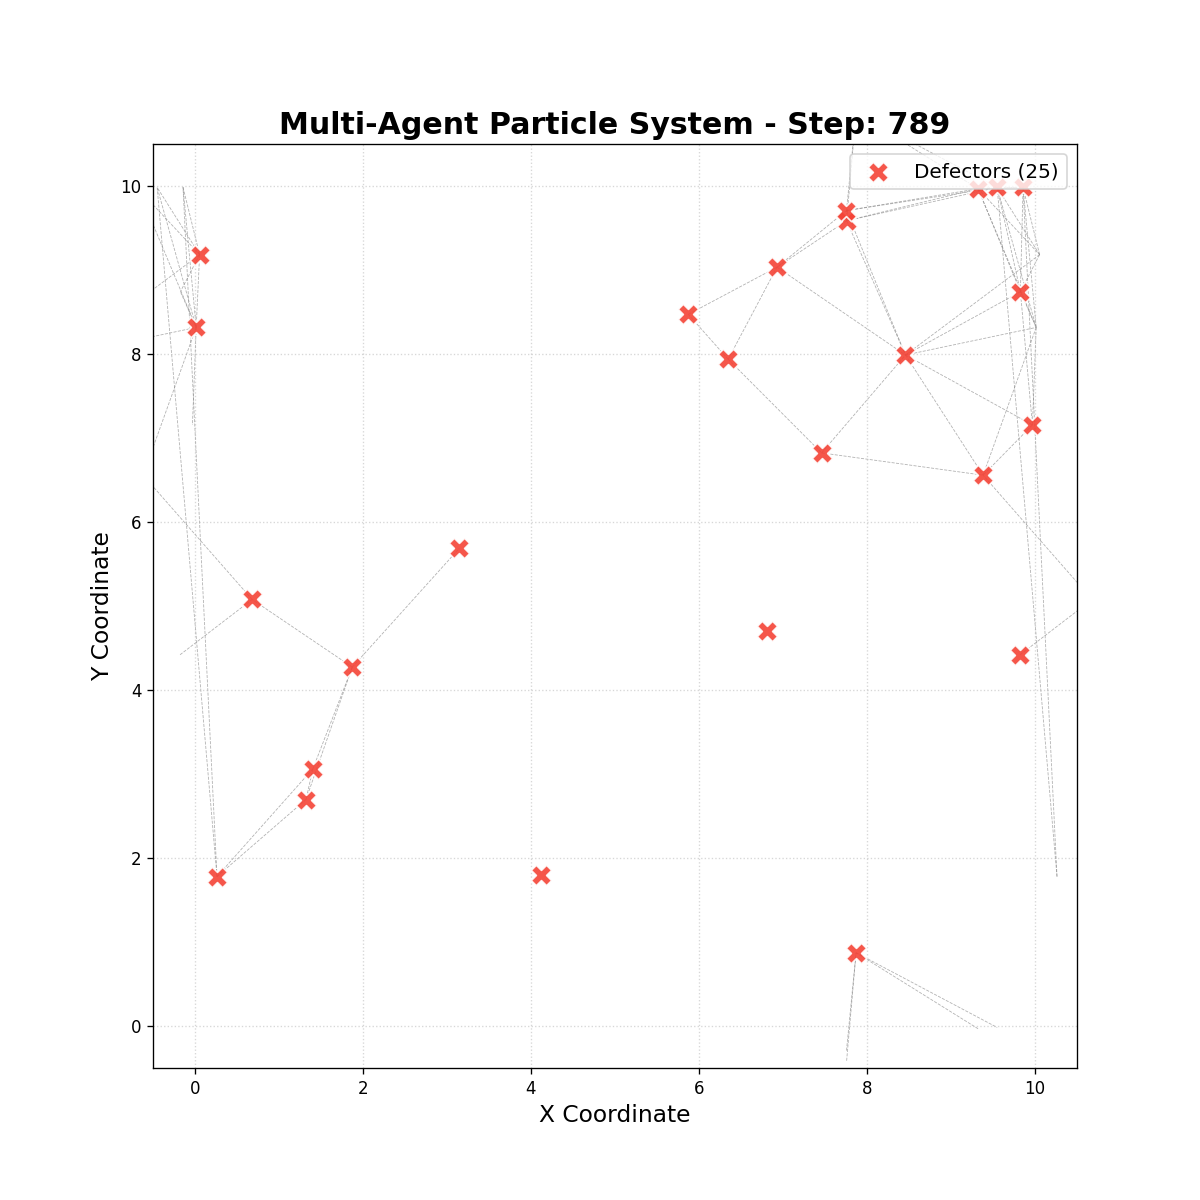 Multi-Agent Particle System - Step: 789
Defectors (25)
10
8
6
4
2
0
Y Coordinate
0 2 4 6 8 10
X Coordinate